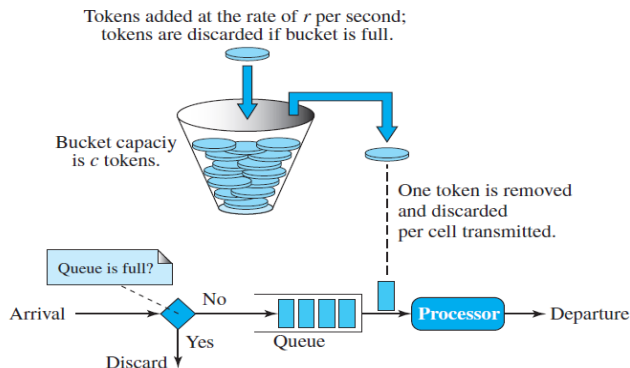 Tokens added at the rate of r per second;
tokens are discarded if bucket is full.
Bucket capaciy
is c tokens.
One token is removed
and discarded
per cell transmitted.
Queue is full?
Arrival
No
Yes
Discard
Queue
Processor
Departure